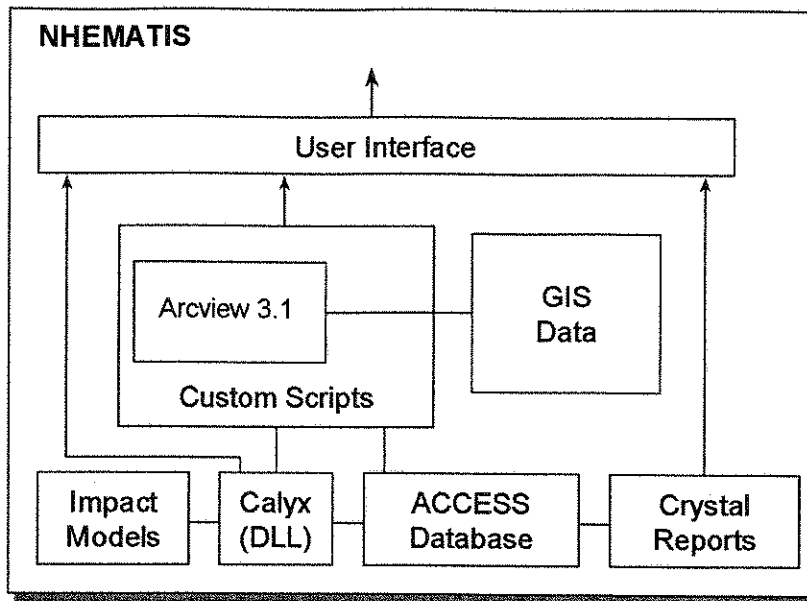 NHEMATIS
User Interface
Arcview 3.1
GIS
Data
Custom Scripts
Impact
Models
Calyx
(DLL)
ACCESS
Database
Crystal
Reports